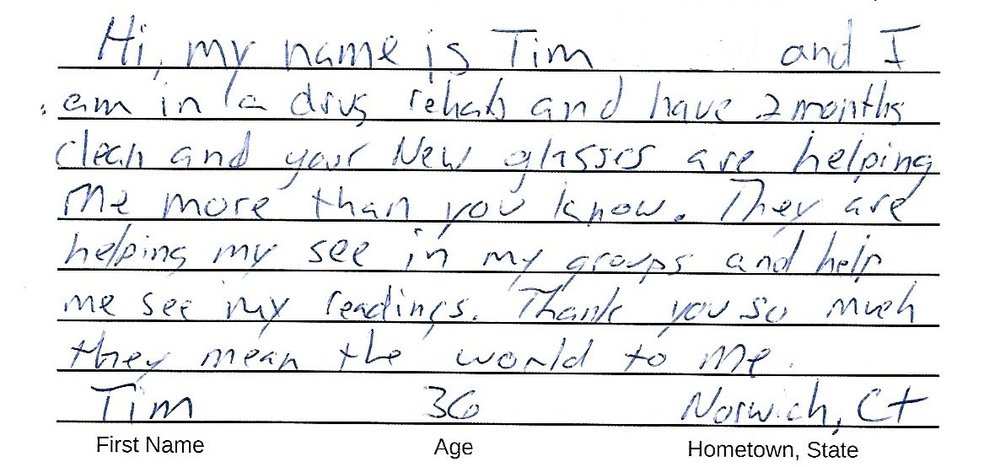 Hi, my name is Tim and I
am in a drug rehab and have 2 months
clean and your New glasses are helping
me more than you know. They are
helping my see in my groups and help
me see my readings. Thank you so much
they mean the world to me.
Tim 36 Norwich, Ct
First Name Age Hometown, State